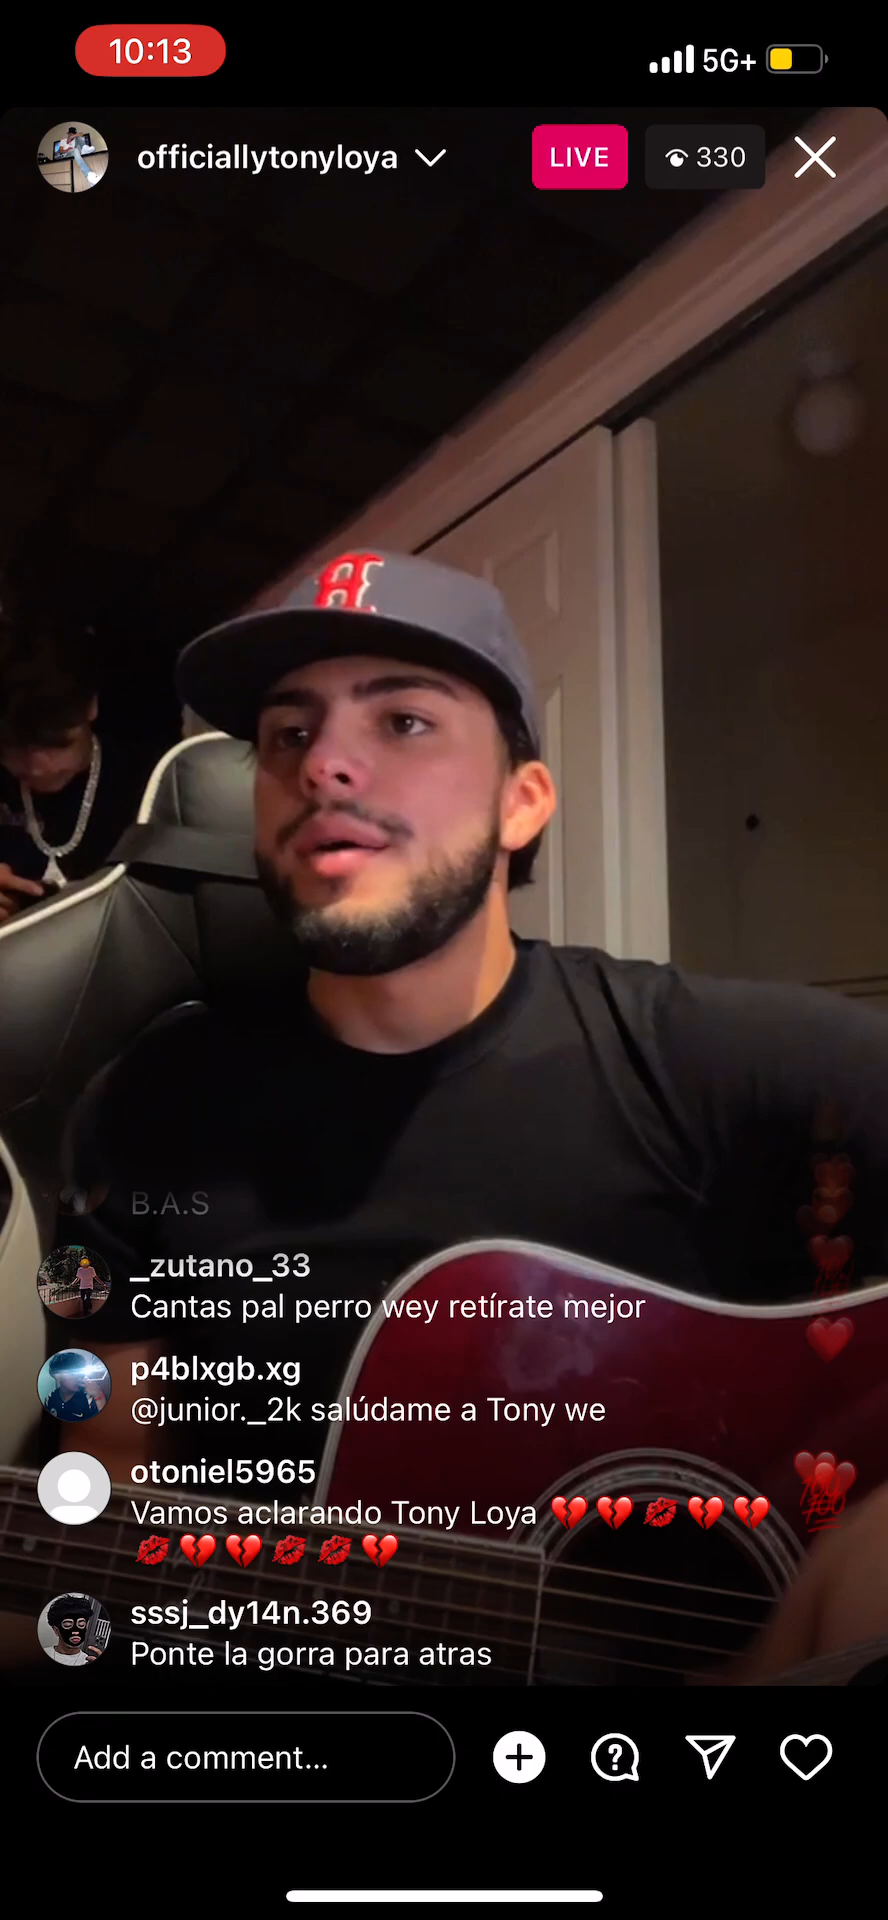 10:13
5G+
officiallytonyloya
LIVE
330
B
B.A.S
_zutano_33
Cantas pal perro wey retírate mejor
p4blxgb.xg
@junior._2k salúdame a Tony we
otoniel5965
Vamos aclarando Tony Loya 💔💔💋💔💔
💋💔💔💋💋💔
sssj_dy14n.369
Ponte la gorra para atras
Add a comment...